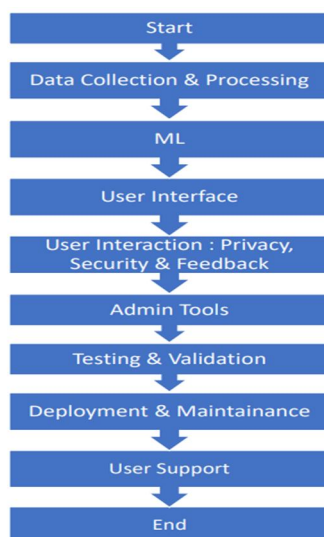 Start
Data Collection & Processing
ML
User Interface
User Interaction : Privacy,
Security & Feedback
Admin Tools
Testing & Validation
Deployment & Maintainance
User Support
End